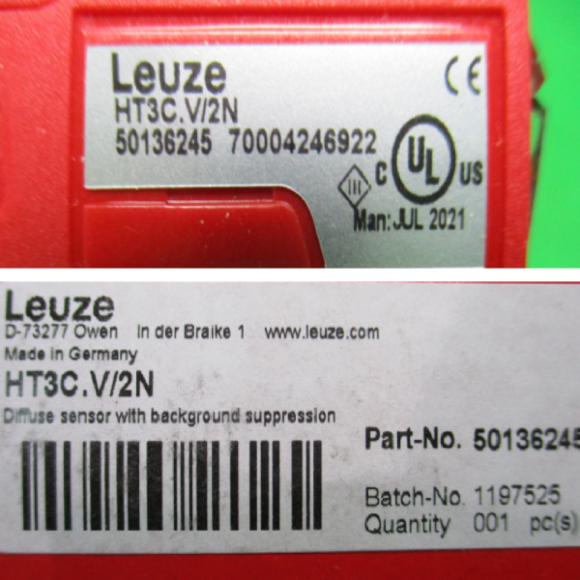 Leuze CE
HT3C.V/2N
50136245 70004246922
III C UL US
Man: JUL 2021
Leuze
D-73277 Owen In der Braike 1 www.leuze.com
Made in Germany
HT3C.V/2N
Diffuse sensor with background suppression
Part-No. 50136245
Batch-No. 1197525
Quantity 001 pc(s)